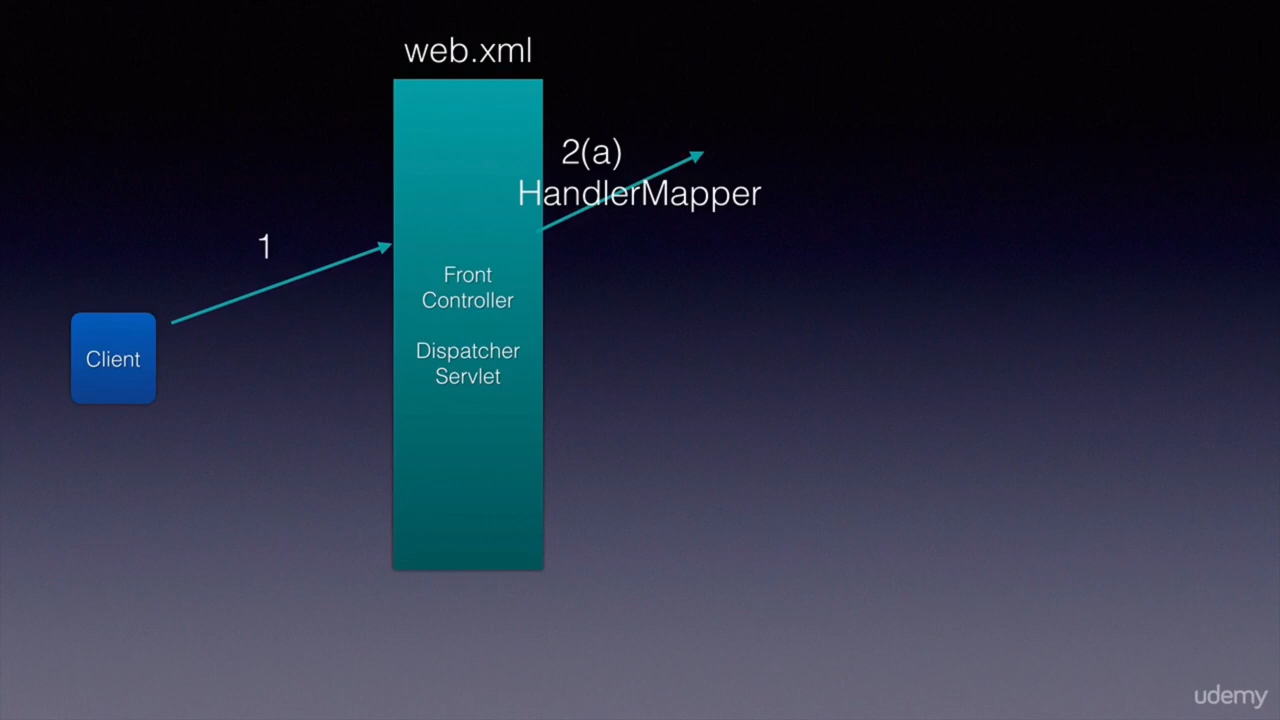 web.xml
2(a)
HandlerMapper
1
Front
Controller
Dispatcher
Servlet
Client
udemy